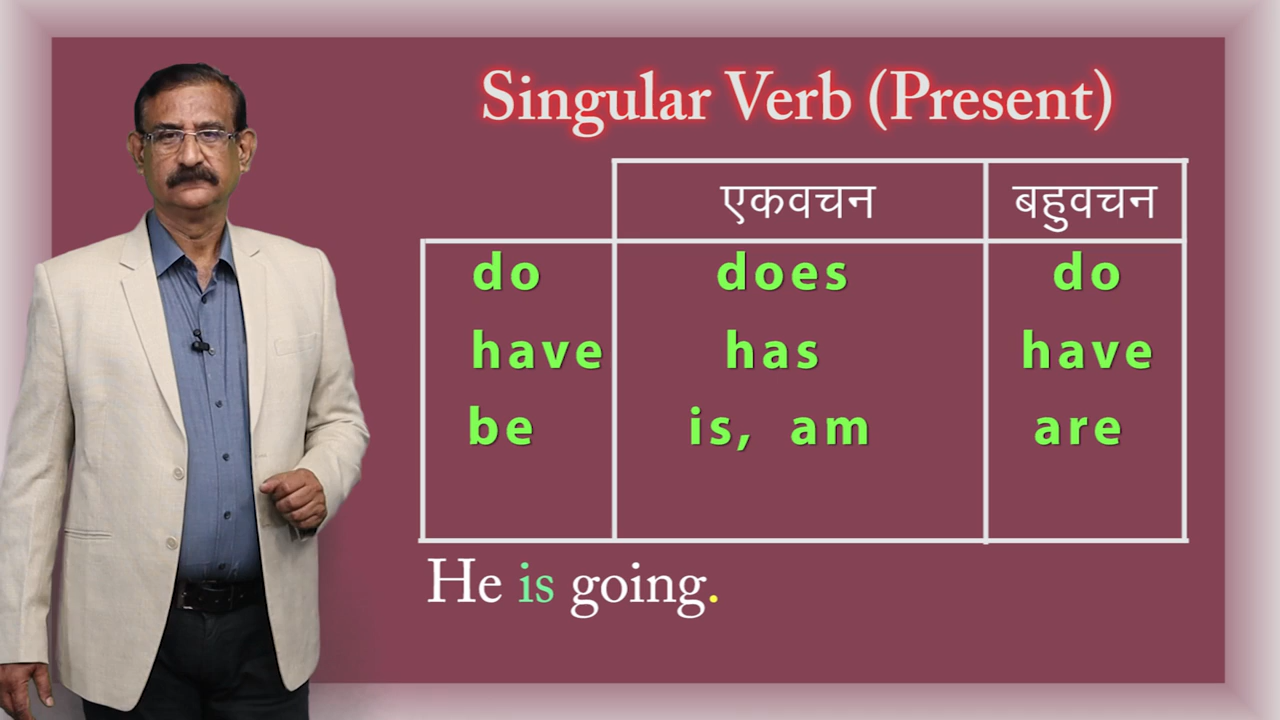 Singular Verb (Present)
एकवचन बहुवचन
do does do
have has have
be is, am are
He is going.